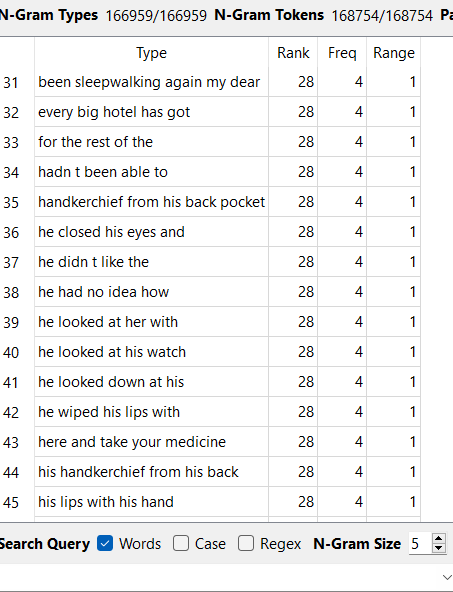 N-Gram Types 166959/166959 N-Gram Tokens 168754/168754 Pa
Type Rank Freq Range
31 been sleepwalking again my dear 28 4 1
32 every big hotel has got 28 4 1
33 for the rest of the 28 4 1
34 hadn t been able to 28 4 1
35 handkerchief from his back pocket 28 4 1
36 he closed his eyes and 28 4 1
37 he didn t like the 28 4 1
38 he had no idea how 28 4 1
39 he looked at her with 28 4 1
40 he looked at his watch 28 4 1
41 he looked down at his 28 4 1
42 he wiped his lips with 28 4 1
43 here and take your medicine 28 4 1
44 his handkerchief from his back 28 4 1
45 his lips with his hand 28 4 1
Search Query Words Case Regex N-Gram Size 5